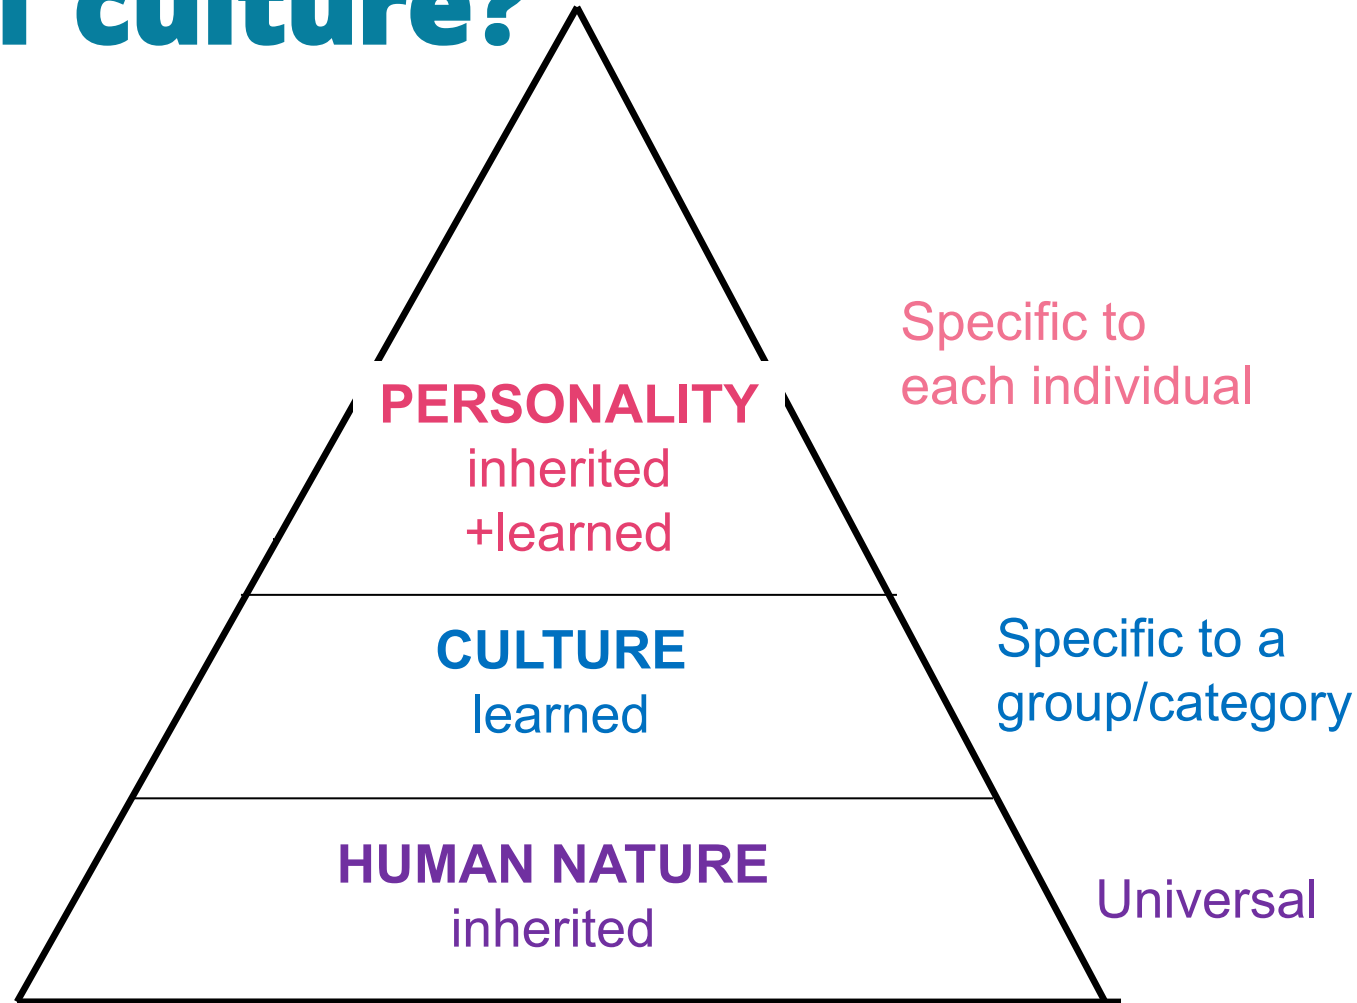 culture?
Specific to
each individual
PERSONALITY
inherited
+learned
CULTURE
learned
Specific to a
group/category
HUMAN NATURE
inherited
Universal